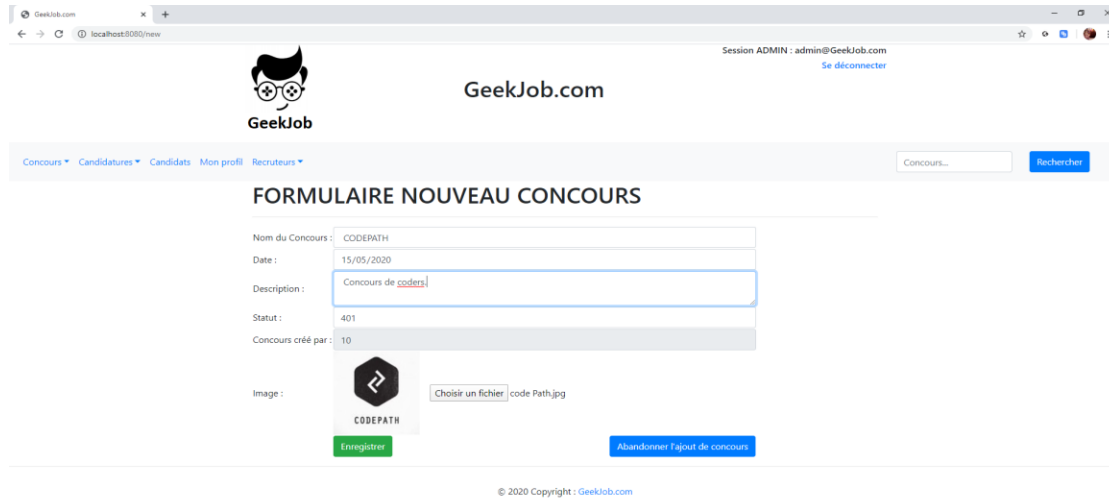 GeekJob.com
localhost:8080/new
Session ADMIN : admin@GeekJob.com
Se déconnecter
GeekJob.com
GeekJob
Concours Candidatures Candidats Mon profil Recruteurs Concours... Rechercher
FORMULAIRE NOUVEAU CONCOURS
Nom du Concours : CODEPATH
Date : 15/05/2020
Description : Concours de coders.
Statut : 401
Concours créé par : 10
Image : CODEPATH Choisir un fichier code Path.jpg
Enregistrer Abandonner l'ajout de concours
© 2020 Copyright : GeekJob.com